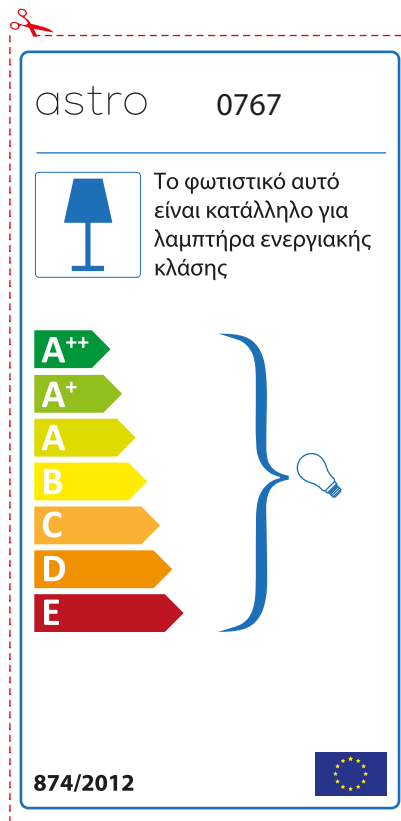 astro 0767
Το φωτιστικό αυτό
είναι κατάλληλο για
λαμπτήρα ενεργιακής
κλάσης
A++
A+
A
B
C
D
E
874/2012